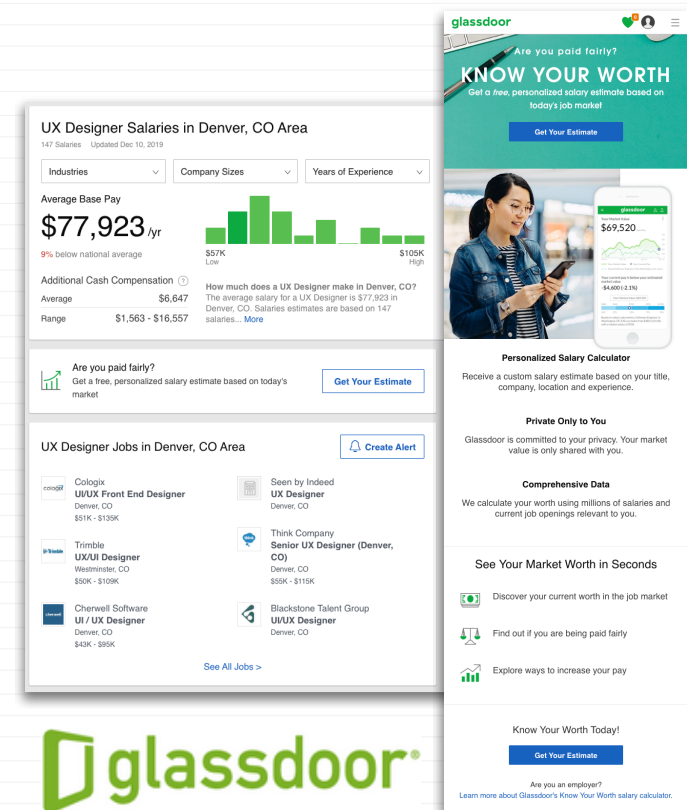 UX Designer Salaries in Denver, CO Area
147 Salaries Updated Dec 10, 2019
Industries
Company Sizes
Years of Experience
Average Base Pay
$77,923 /yr
9% below national average
$57K
Low
$105K
High
Additional Cash Compensation ?
Average $6,647
Range $1,563 - $16,557
How much does a UX Designer make in Denver, CO?
The average salary for a UX Designer is $77,923 in
Denver, CO. Salaries estimates are based on 147
salaries... More
Are you paid fairly?
Get a free, personalized salary estimate based on today's
market
Get Your Estimate
UX Designer Jobs in Denver, CO Area
Create Alert
cologix
Cologix
UI/UX Front End Designer
Denver, CO
$51K - $135K
Seen by Indeed
UX Designer
Denver, CO
Trimble
Trimble
UX/UI Designer
Westminster, CO
$50K - $109K
Think Company
Senior UX Designer (Denver,
CO)
Denver, CO
$55K - $115K
Cherwell Software
UI / UX Designer
Denver, CO
$43K - $95K
Blackstone Talent Group
UI/UX Designer
Denver, CO
See All Jobs >
glassdoor®
glassdoor
Are you paid fairly?
KNOW YOUR WORTH
Get a free, personalized salary estimate based on
today's job market
Get Your Estimate
glassdoor
Your Market Value
$69,520
-$4,600 (-2.1%)
Personalized Salary Calculator
Receive a custom salary estimate based on your title,
company, location and experience.
Private Only to You
Glassdoor is committed to your privacy. Your market
value is only shared with you.
Comprehensive Data
We calculate your worth using millions of salaries and
current job openings relevant to you.
See Your Market Worth in Seconds
Discover your current worth in the job market
Find out if you are being paid fairly
Explore ways to increase your pay
Know Your Worth Today!
Get Your Estimate
Are you an employer?
Learn more about Glassdoor's Know Your Worth salary calculator.